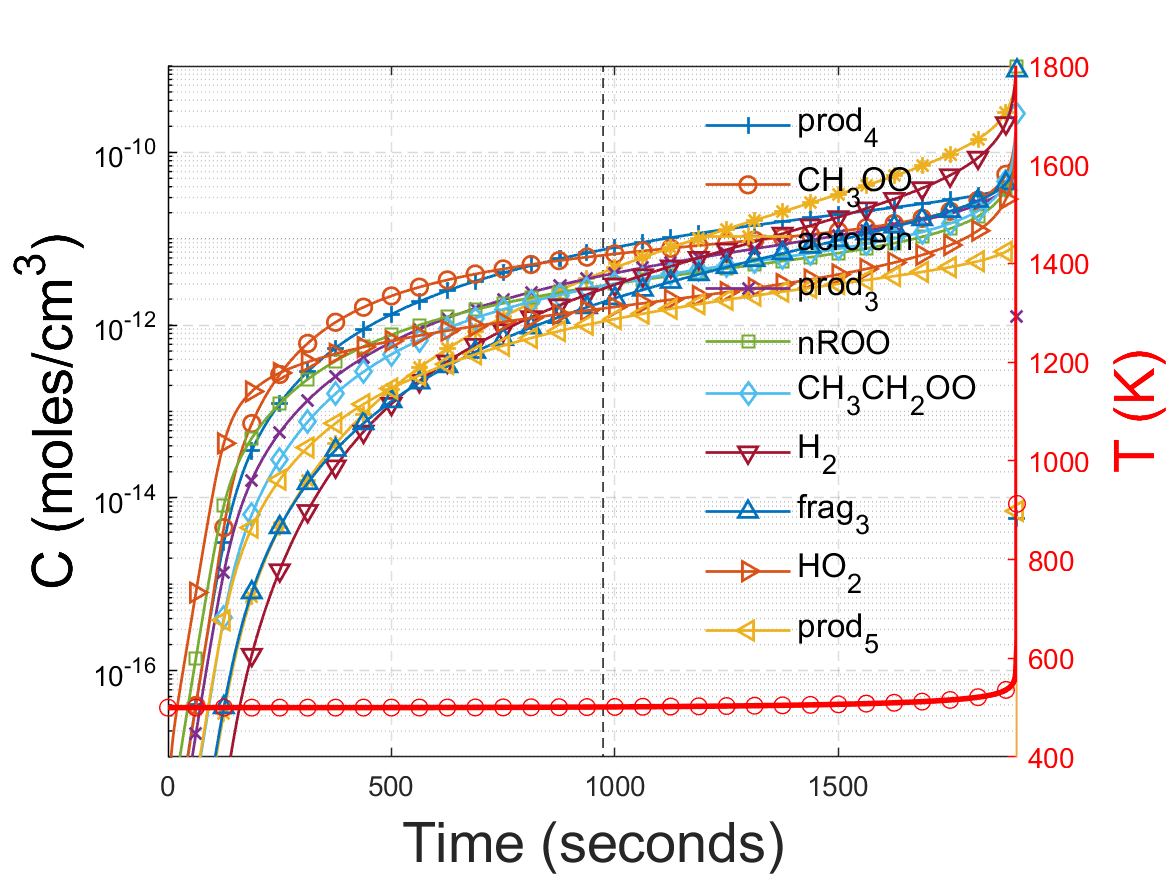 C (moles/cm³)
10⁻¹⁰
10⁻¹²
10⁻¹⁴
10⁻¹⁶
prod₄
CH₃OO
acrolein
prod₃
nROO
CH₃CH₂OO
H₂
frag₃
HO₂
prod₅
1800
1600
1400
1200
1000
800
600
400
T (K)
0
500
1000
1500
Time (seconds)